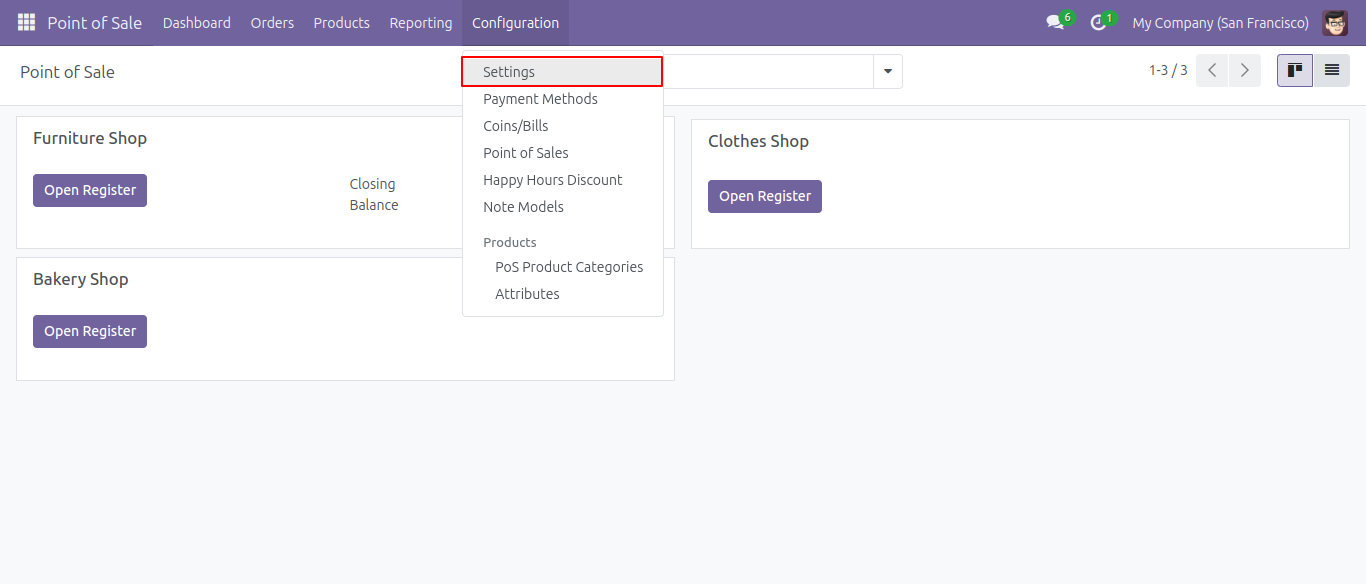 Point of Sale Dashboard Orders Products Reporting Configuration 6 1 My Company (San Francisco)
Point of Sale
1-3 / 3
Settings
Payment Methods
Coins/Bills
Point of Sales
Happy Hours Discount
Note Models
Products
PoS Product Categories
Attributes
Furniture Shop
Open Register
Closing
Balance
Clothes Shop
Open Register
Bakery Shop
Open Register